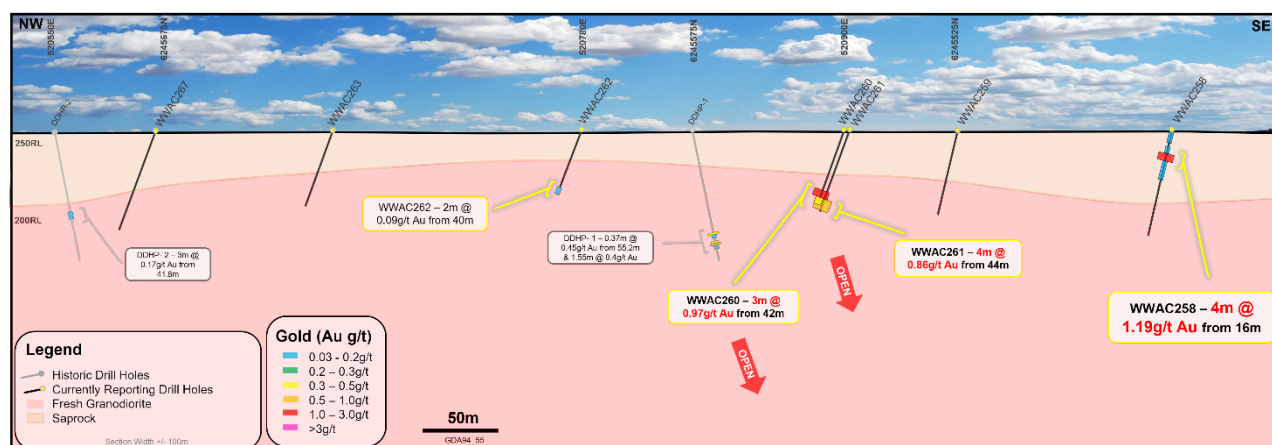 NW
520550E
6245675N
520780E
6245575N
520900E
6245525N
SE
DDHP-2
WWAC267
WWAC263
WWAC262
DDHP-1
WWAC260
WWAC261
WWAC259
WWAC258
250RL
200RL
WWAC262 – 2m @
0.09g/t Au from 40m
DDHP- 2 – 3m @
0.17g/t Au from
41.8m
DDHP- 1 – 0.37m @
0.45g/t Au from 55.2m
& 1.55m @ 0.4g/t Au
WWAC261 – 4m @
0.86g/t Au from 44m
WWAC260 – 3m @
0.97g/t Au from 42m
WWAC258 – 4m @
1.19g/t Au from 16m
OPEN
OPEN
Legend
Historic Drill Holes
Currently Reporting Drill Holes
Fresh Granodiorite
Saprock
Section Width +/- 100m
Gold (Au g/t)
0.03 - 0.2g/t
0.2 – 0.3g/t
0.3 – 0.5g/t
0.5 – 1.0g/t
1.0 – 3.0g/t
>3g/t
50m
GDA94_55